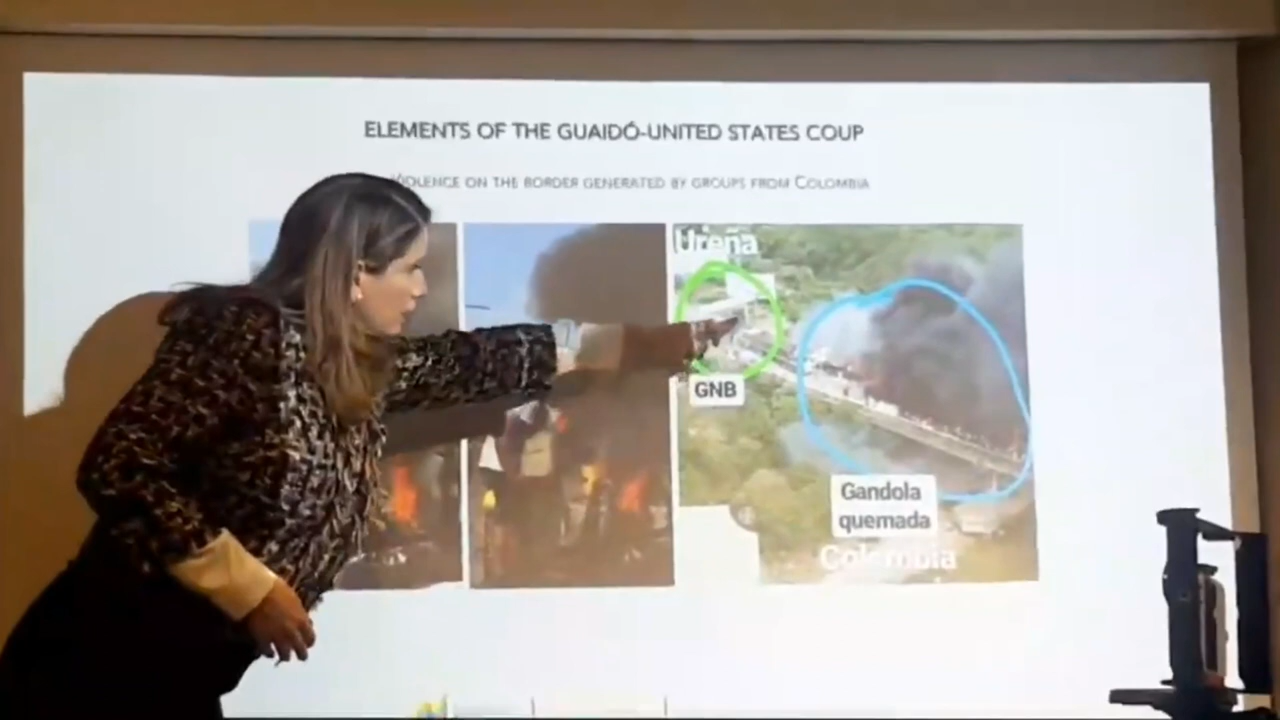 ELEMENTS OF THE GUAIDÓ-UNITED STATES COUP
VIOLENCE ON THE BORDER GENERATED BY GROUPS FROM COLOMBIA
Ureña
GNB
Gandola
quemada
Colombia